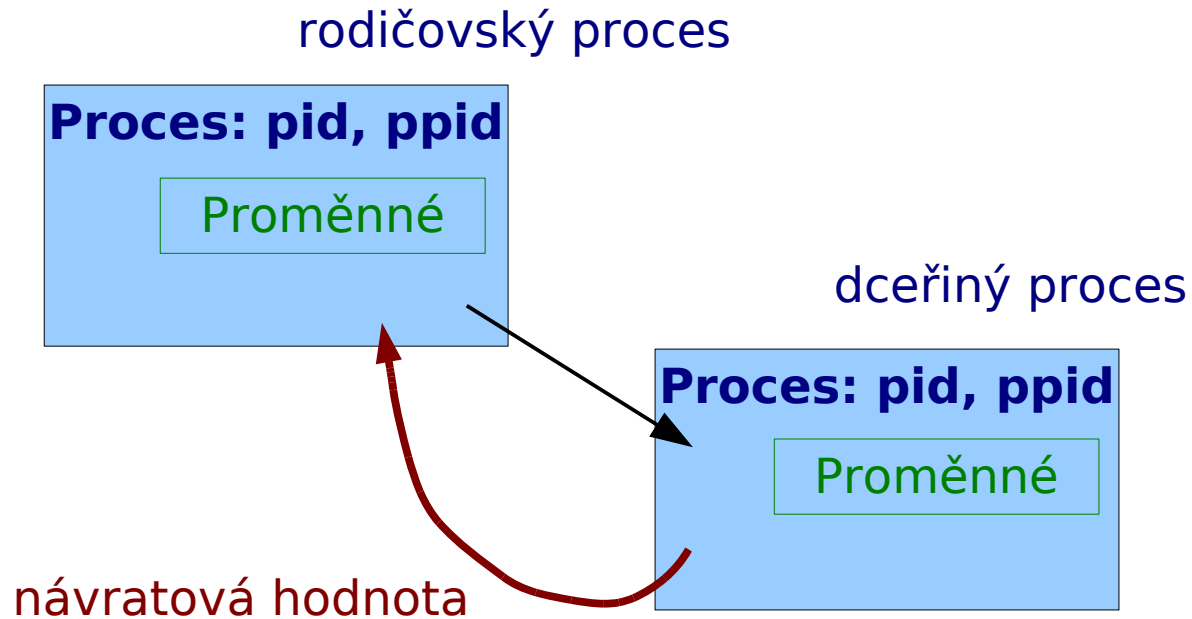 rodičovský proces
Proces: pid, ppid
Proměnné
dceřiný proces
Proces: pid, ppid
Proměnné
návratová hodnota